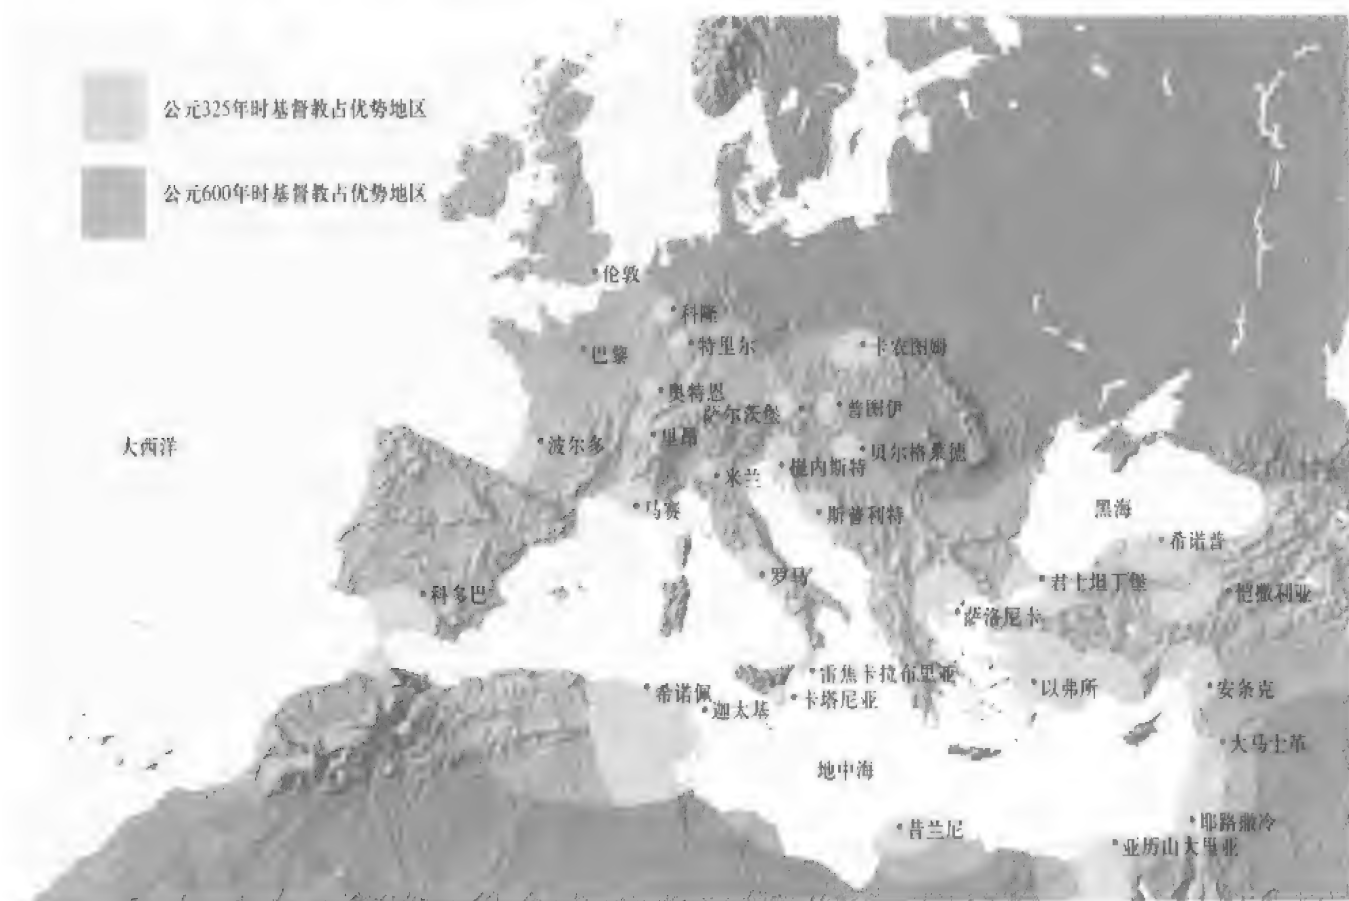 公元325年时基督教占优势地区
公元600年时基督教占优势地区
伦敦
科隆
巴黎
特里尔
卡农图姆
奥特恩
萨尔茨堡
普图伊
大西洋
波尔多
里昂
贝尔格莱德
米兰
马赛
斯普利特
黑海
希诺普
罗马
君士坦丁堡
恺撒利亚
科多巴
萨洛尼卡
雷焦卡拉布里亚
希诺佩
卡塔尼亚
迦太基
以弗所
安条克
大马士革
地中海
昔兰尼
耶路撒冷
亚历山大里亚